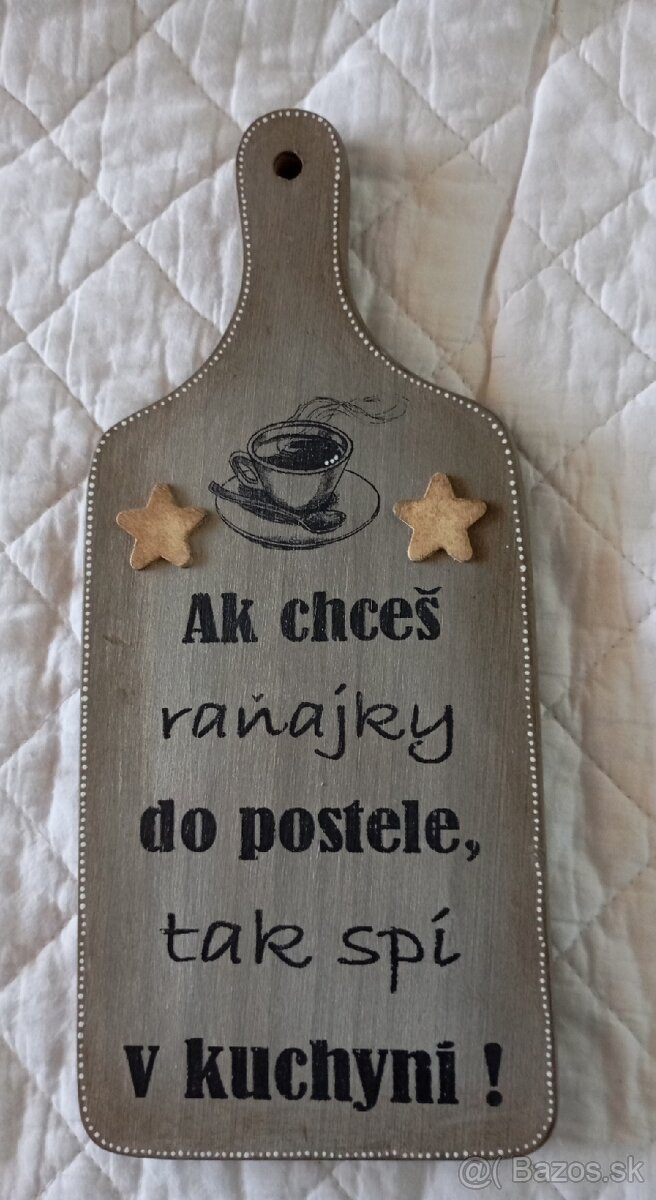 Ak chceš
raňajky
do postele,
tak spí
v kuchyni !
@( Bazos.sk